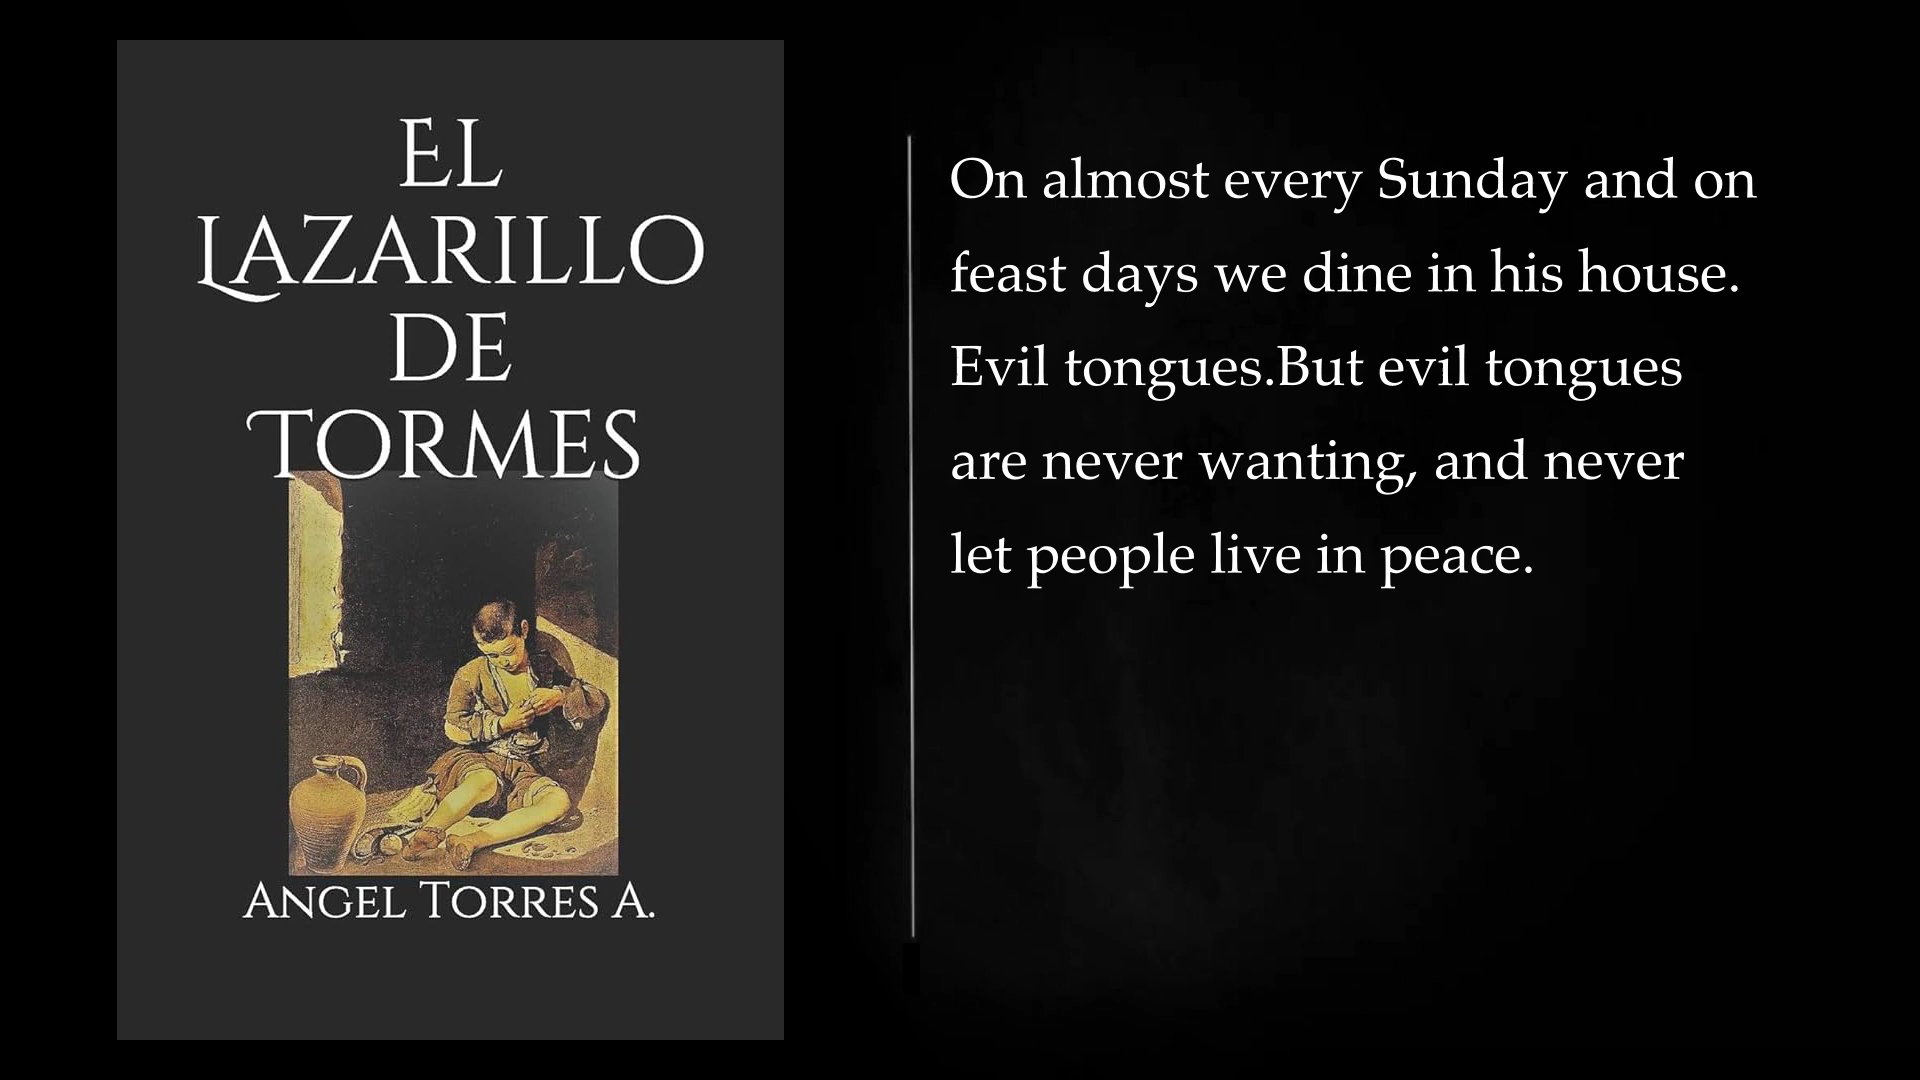 EL
LAZARILLO
DE
TORMES
ANGEL TORRES A.
On almost every Sunday and on
feast days we dine in his house.
Evil tongues.But evil tongues
are never wanting, and never
let people live in peace.